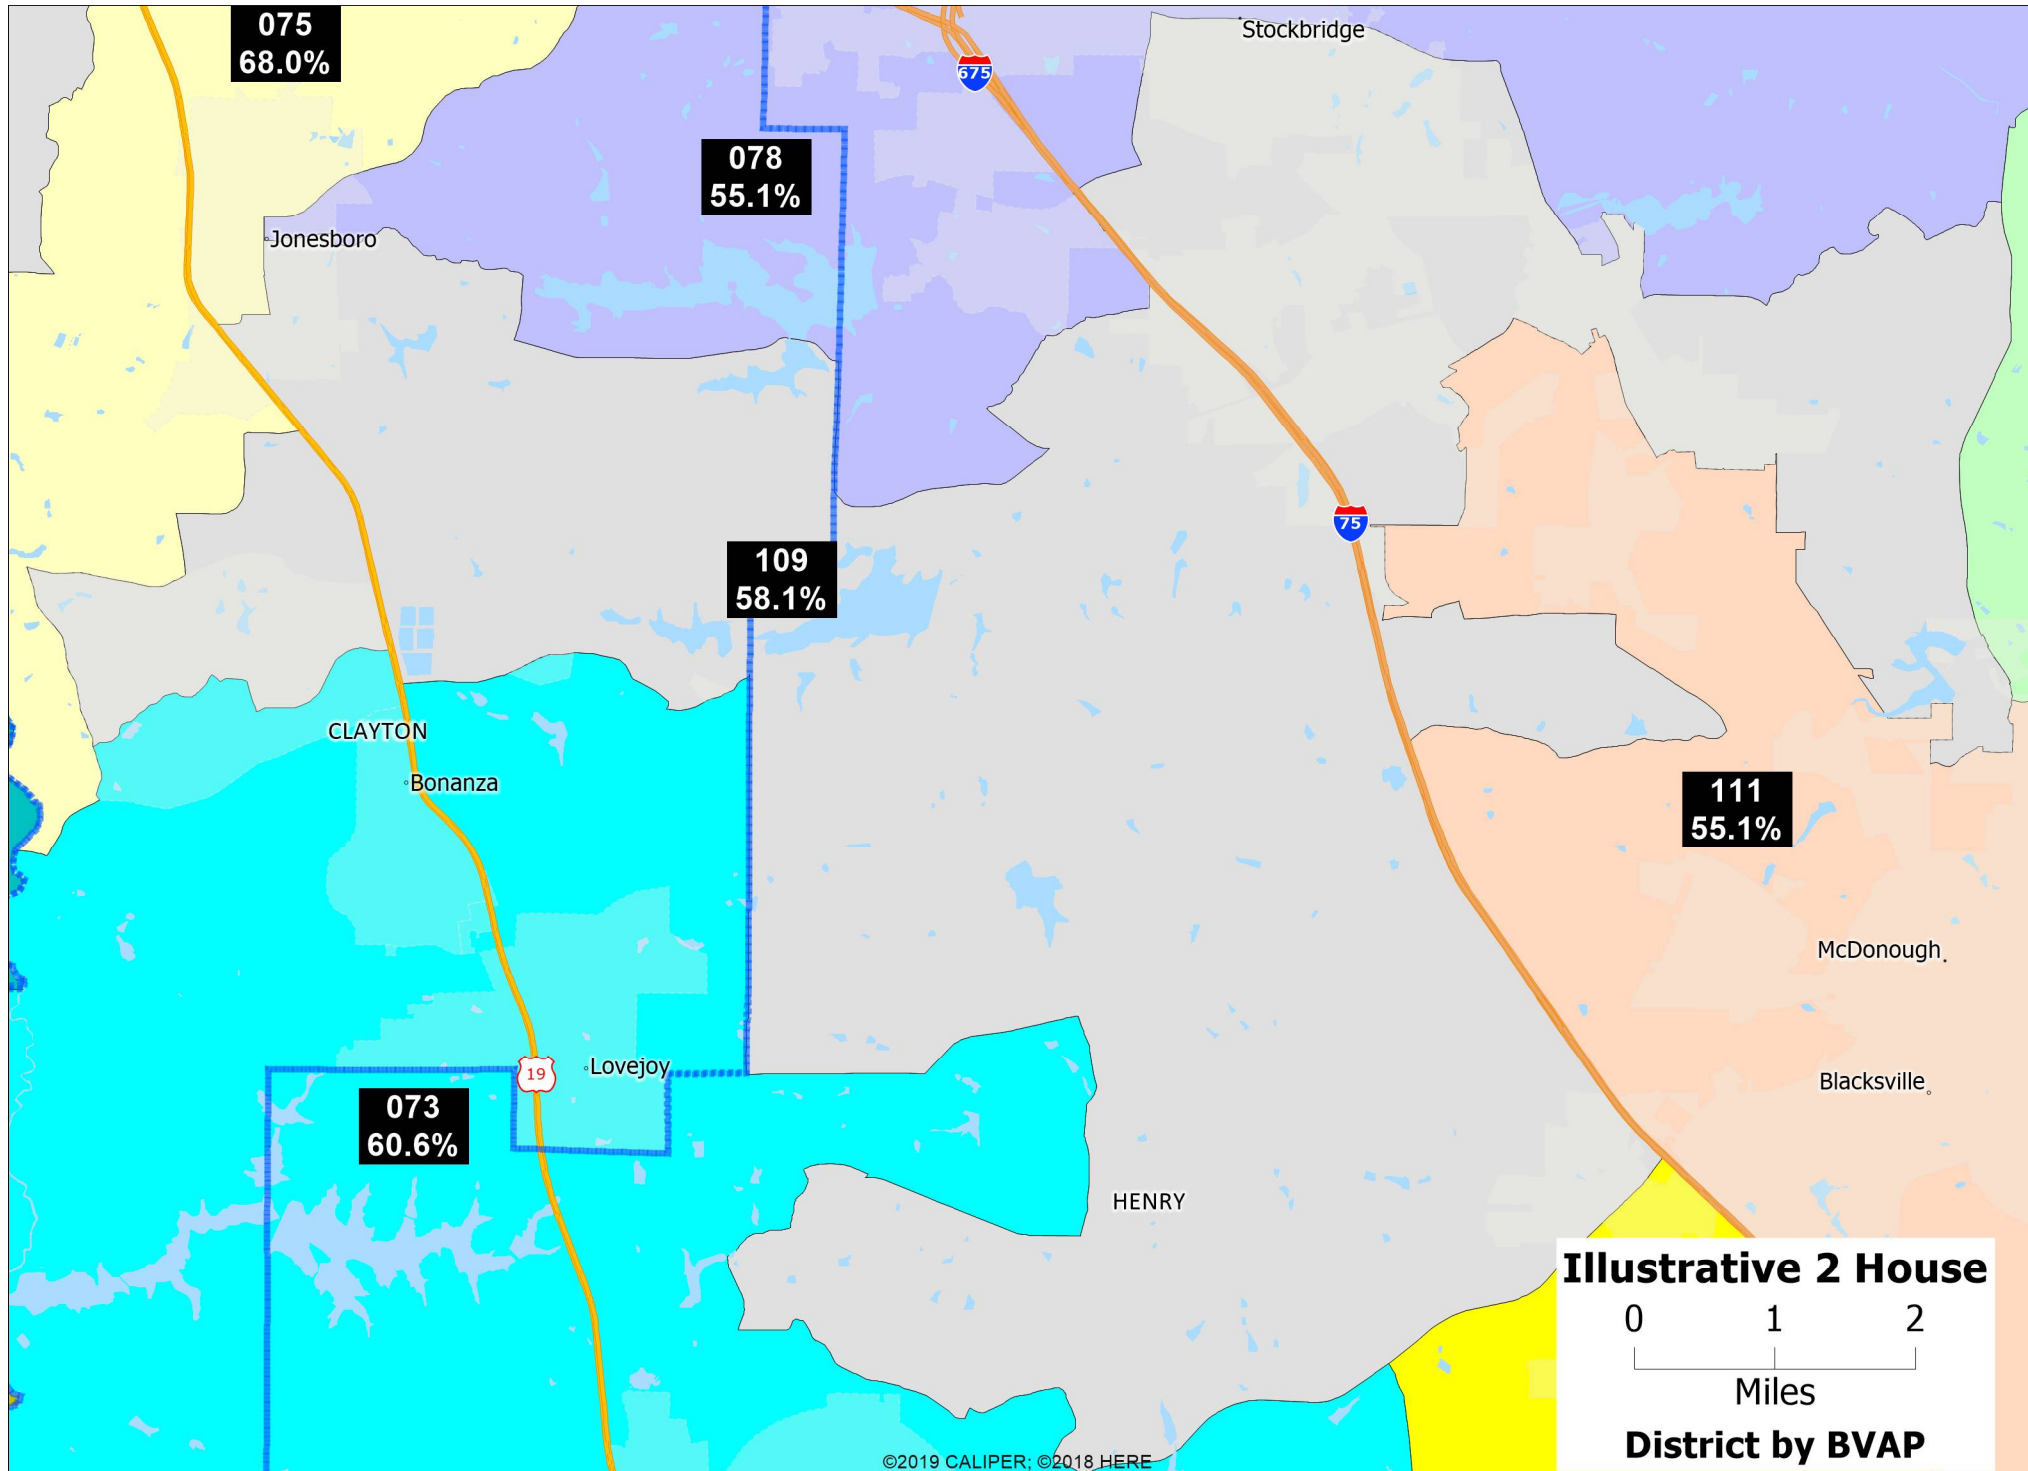 075
68.0%
Stockbridge
675
078
55.1%
Jonesboro
75
109
58.1%
CLAYTON
Bonanza
111
55.1%
McDonough
19
Lovejoy
Blacksville
073
60.6%
HENRY
Illustrative 2 House
0 1 2
Miles
District by BVAP
©2019 CALIPER; ©2018 HERE